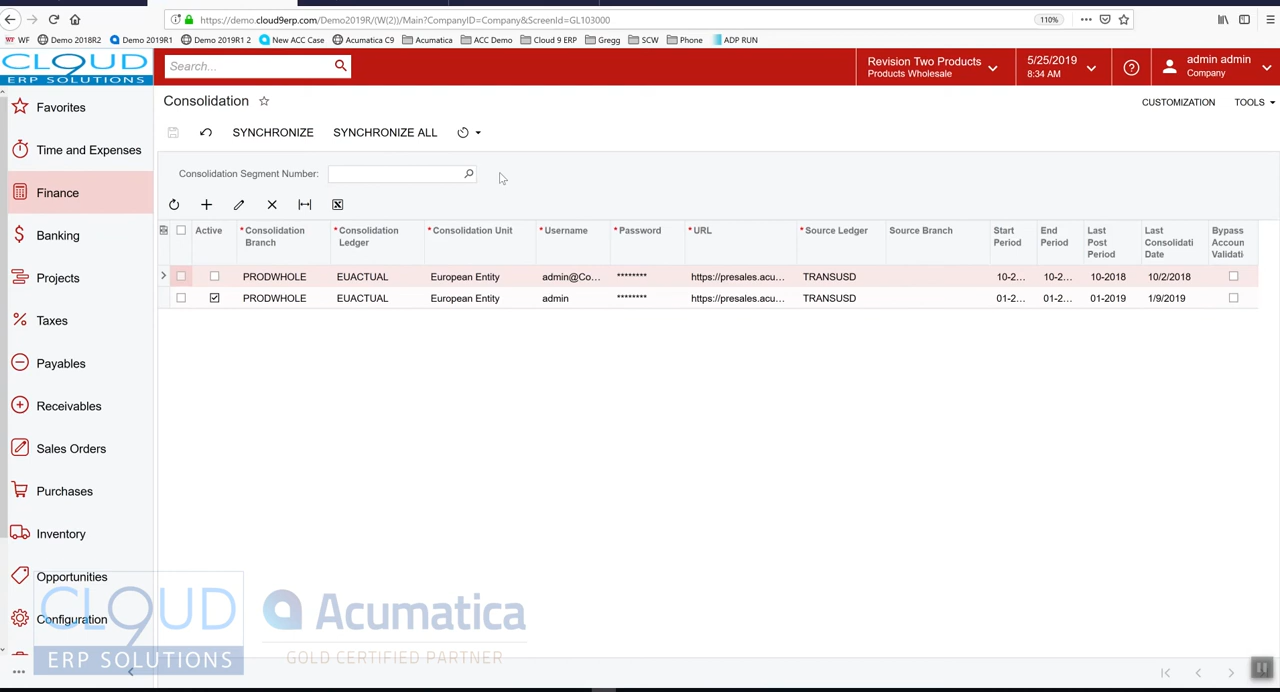 https://demo.cloud9erp.com/Demo2019R/(W(2))/Main?CompanyID=Company&ScreenId=GL103000
110%
WF Demo 2018R2 Demo 2019R1 Demo 2019R1 2 New ACC Case Acumatica C9 Acumatica ACC Demo Cloud 9 ERP Gregg SCW Phone ADP RUN
CLOUD9
ERP SOLUTIONS
Search...
Revision Two Products
Products Wholesale
5/25/2019
8:34 AM
admin admin
Company
Consolidation
CUSTOMIZATION TOOLS
SYNCHRONIZE SYNCHRONIZE ALL
Consolidation Segment Number:
Favorites
Time and Expenses
Finance
Banking
Projects
Taxes
Payables
Receivables
Sales Orders
Purchases
Inventory
Opportunities
Configuration
Active
* Consolidation Branch
* Consolidation Ledger
* Consolidation Unit
* Username
* Password
* URL
* Source Ledger
Source Branch
Start Period
End Period
Last Post Period
Last Consolidati Date
Bypass Accoun Validati
PRODWHOLE EUACTUAL European Entity admin@Co... ******** https://presales.acu... TRANSUSD 10-2... 10-2... 10-2018 10/2/2018
PRODWHOLE EUACTUAL European Entity admin ******** https://presales.acu... TRANSUSD 01-2... 01-2... 01-2019 1/9/2019
CLOUD9
ERP SOLUTIONS
Acumatica
GOLD CERTIFIED PARTNER